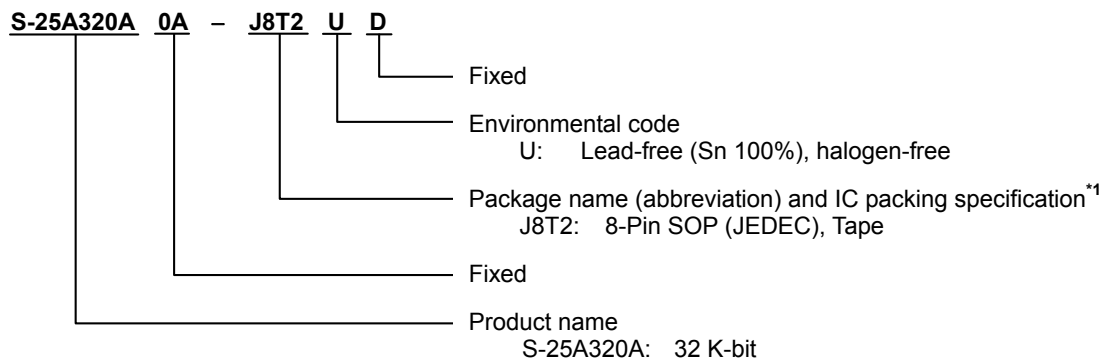 S-25A320A 0A – J8T2 U D
Fixed
Environmental code
U: Lead-free (Sn 100%), halogen-free
Package name (abbreviation) and IC packing specification*1
J8T2: 8-Pin SOP (JEDEC), Tape
Fixed
Product name
S-25A320A: 32 K-bit